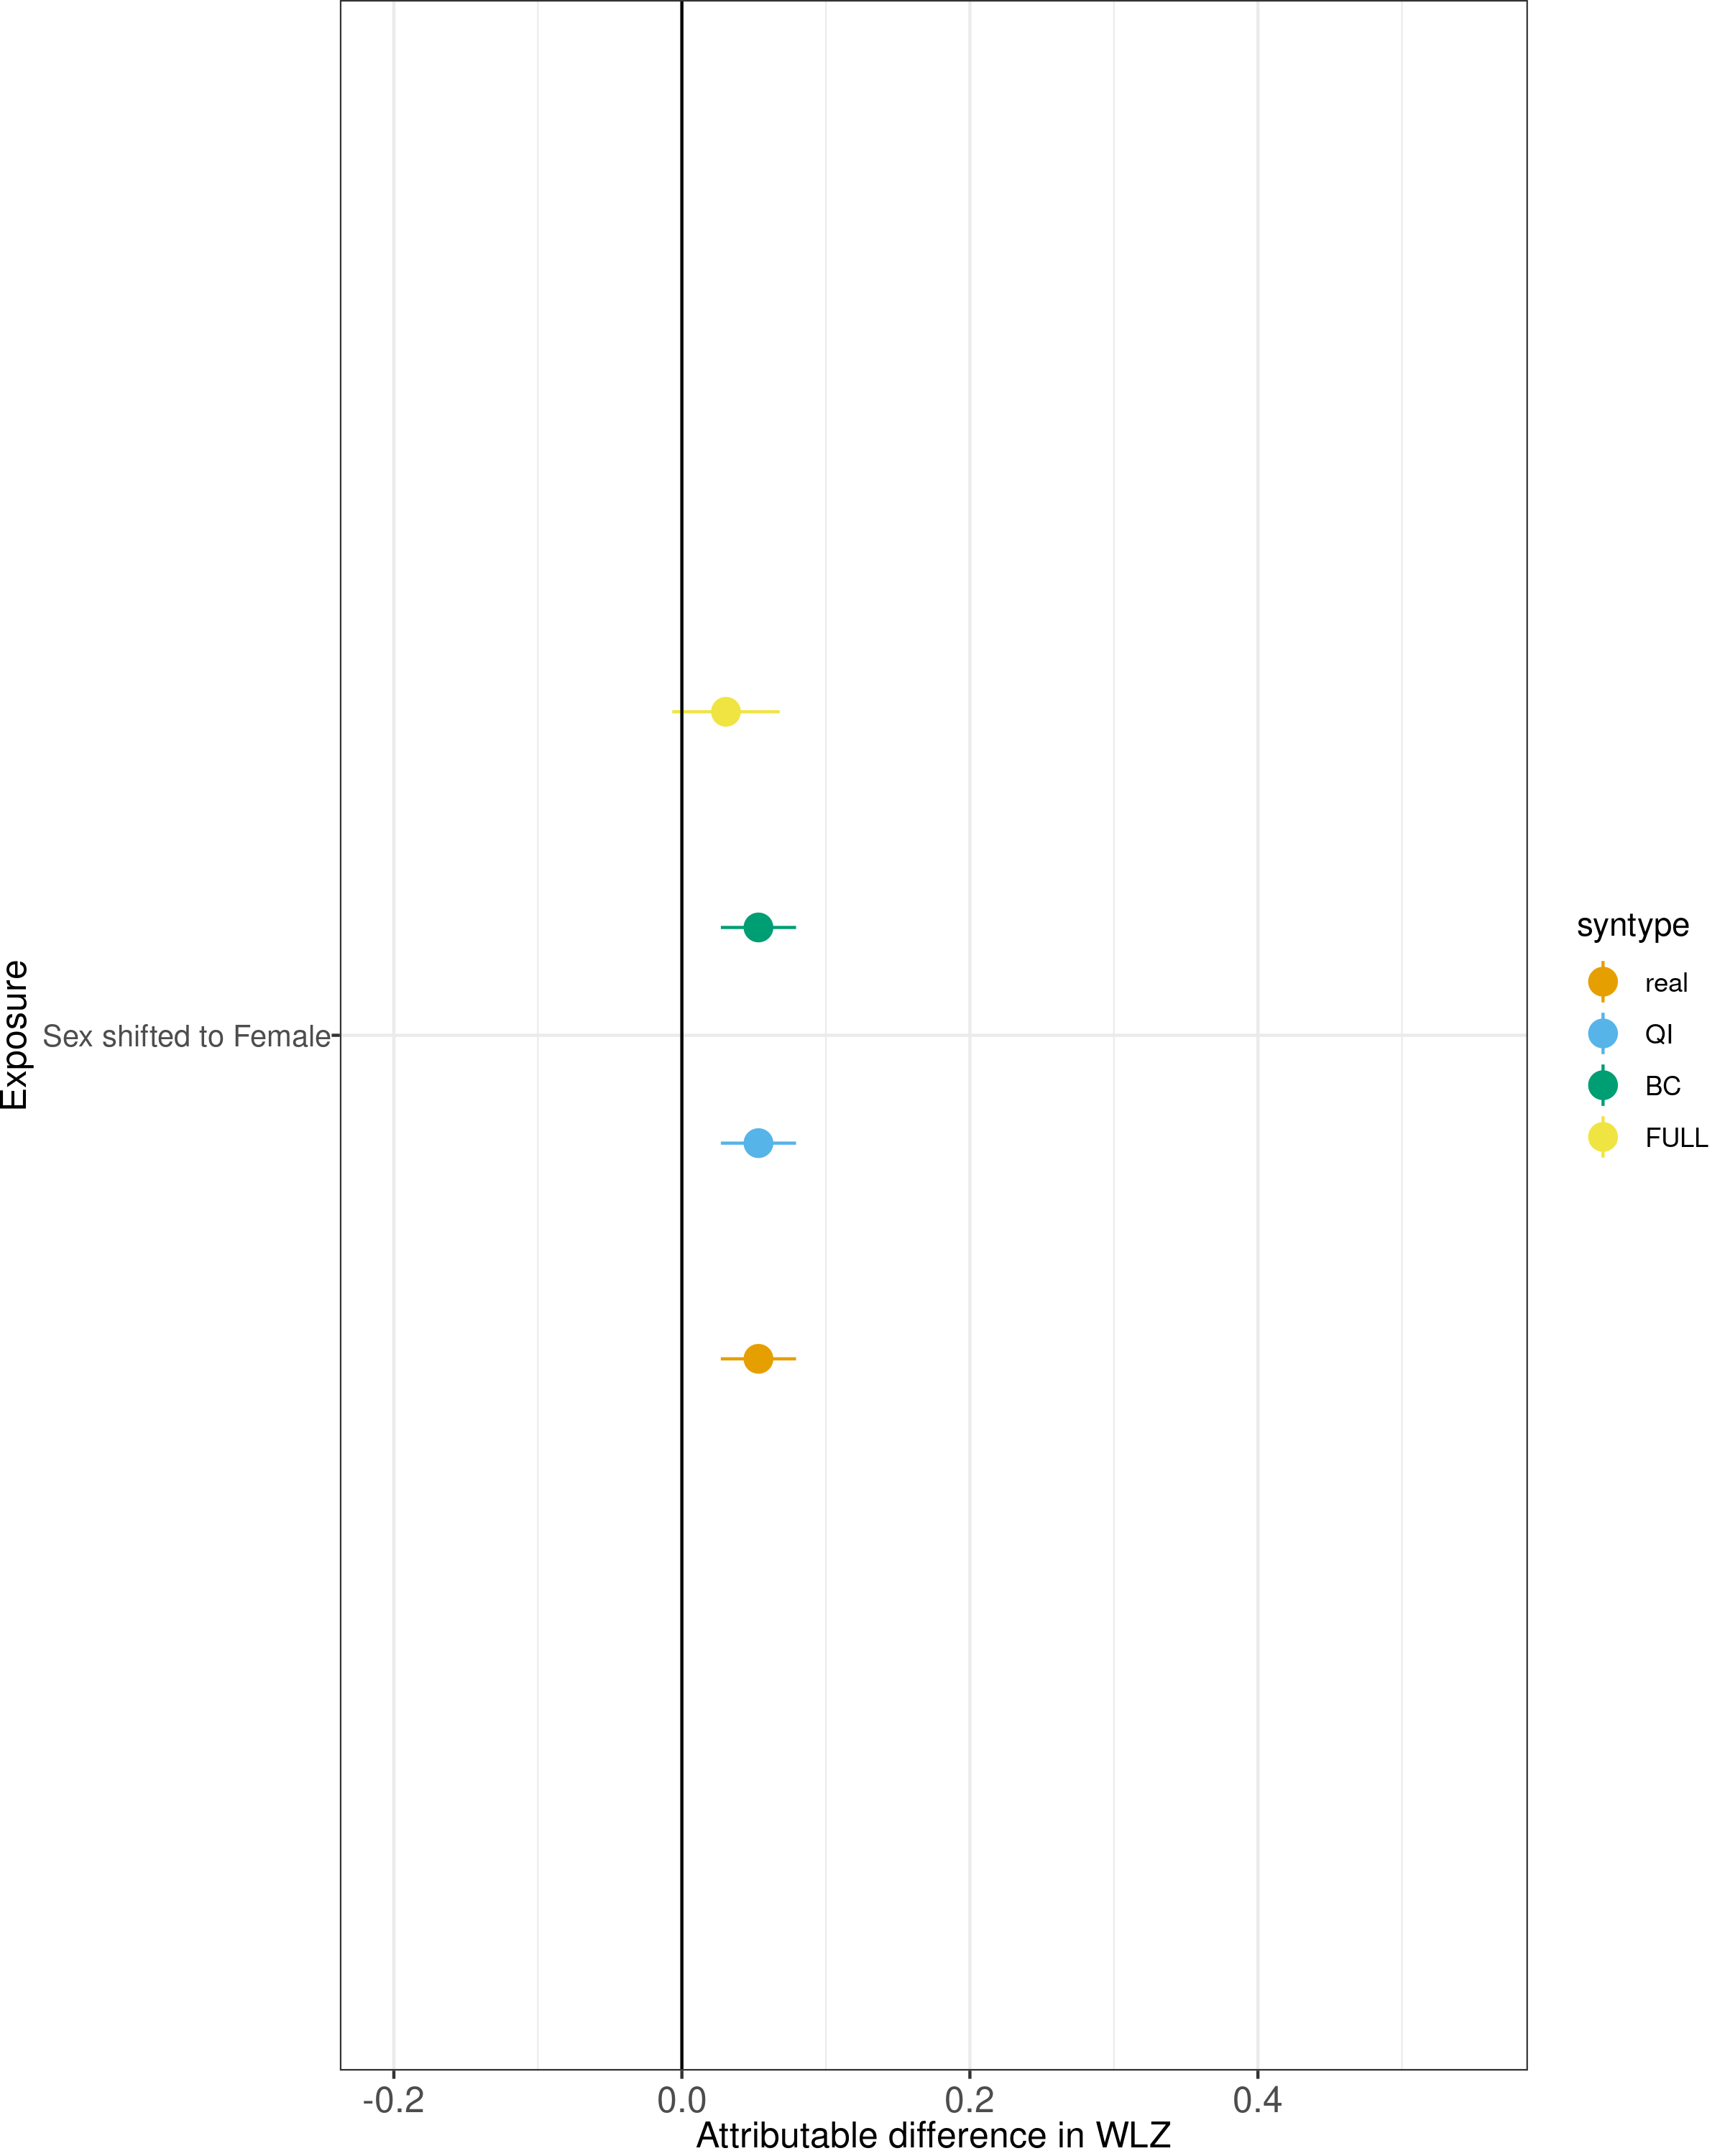 Exposure
Sex shifted to Female
-0.2 0.0 0.2 0.4
Attributable difference in WLZ
syntype
real
QI
BC
FULL